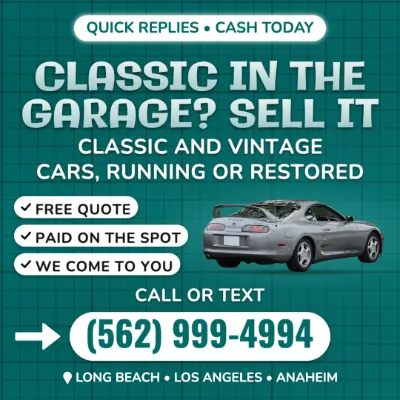 QUICK REPLIES • CASH TODAY
CLASSIC IN THE
GARAGE? SELL IT
CLASSIC AND VINTAGE
CARS, RUNNING OR RESTORED
FREE QUOTE
PAID ON THE SPOT
WE COME TO YOU
CALL OR TEXT
(562) 999-4994
LONG BEACH • LOS ANGELES • ANAHEIM